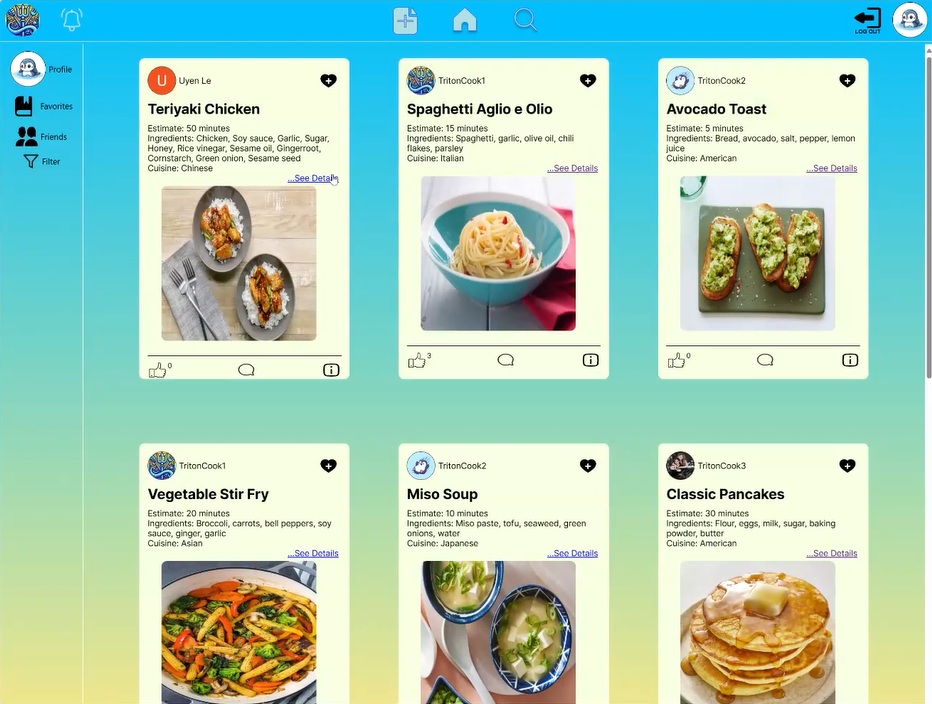 LOG OUT
Profile
Favorites
Friends
Filter
U Uyen Le
Teriyaki Chicken
Estimate: 50 minutes
Ingredients: Chicken, Soy sauce, Garlic, Sugar,
Honey, Rice vinegar, Sesame oil, Gingerroot,
Cornstarch, Green onion, Sesame seed
Cuisine: Chinese
...See Details
0
TritonCook1
Spaghetti Aglio e Olio
Estimate: 15 minutes
Ingredients: Spaghetti, garlic, olive oil, chili
flakes, parsley
Cuisine: Italian
...See Details
3
TritonCook2
Avocado Toast
Estimate: 5 minutes
Ingredients: Bread, avocado, salt, pepper, lemon
juice
Cuisine: American
...See Details
0
TritonCook1
Vegetable Stir Fry
Estimate: 20 minutes
Ingredients: Broccoli, carrots, bell peppers, soy
sauce, ginger, garlic
Cuisine: Asian
...See Details
TritonCook2
Miso Soup
Estimate: 10 minutes
Ingredients: Miso paste, tofu, seaweed, green
onions, water
Cuisine: Japanese
...See Details
TritonCook3
Classic Pancakes
Estimate: 30 minutes
Ingredients: Flour, eggs, milk, sugar, baking
powder, butter
Cuisine: American
...See Details